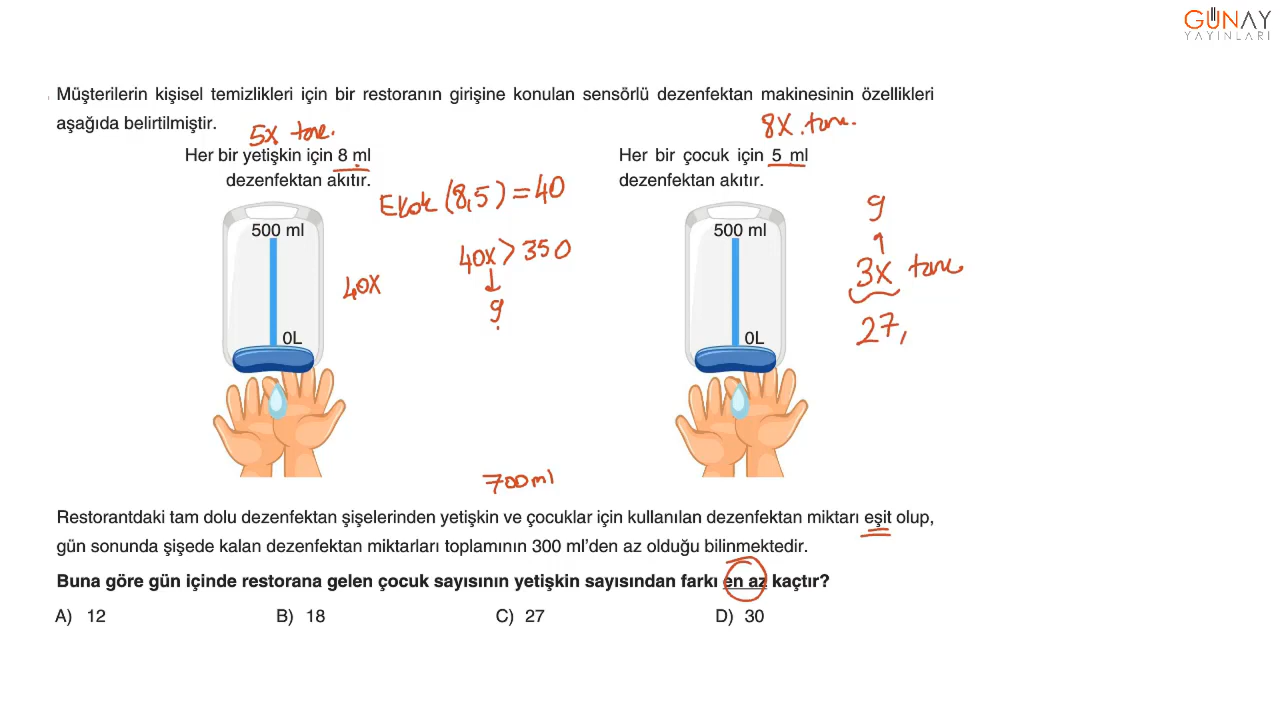 GÜNAY
YAYINLARI
Müşterilerin kişisel temizlikleri için bir restoranın girişine konulan sensörlü dezenfektan makinesinin özellikleri
aşağıda belirtilmiştir.
5x tane.
8x tane.
Her bir yetişkin için 8 ml
dezenfektan akıtır.
Her bir çocuk için 5 ml
dezenfektan akıtır.
Ekok (8,5) = 40
40x > 350
9
500 ml
40x
0L
500 ml
0L
9
3x tane
27
700ml
Restorantdaki tam dolu dezenfektan şişelerinden yetişkin ve çocuklar için kullanılan dezenfektan miktarı eşit olup,
gün sonunda şişede kalan dezenfektan miktarları toplamının 300 ml'den az olduğu bilinmektedir.
Buna göre gün içinde restorana gelen çocuk sayısının yetişkin sayısından farkı en az kaçtır?
A) 12 B) 18 C) 27 D) 30